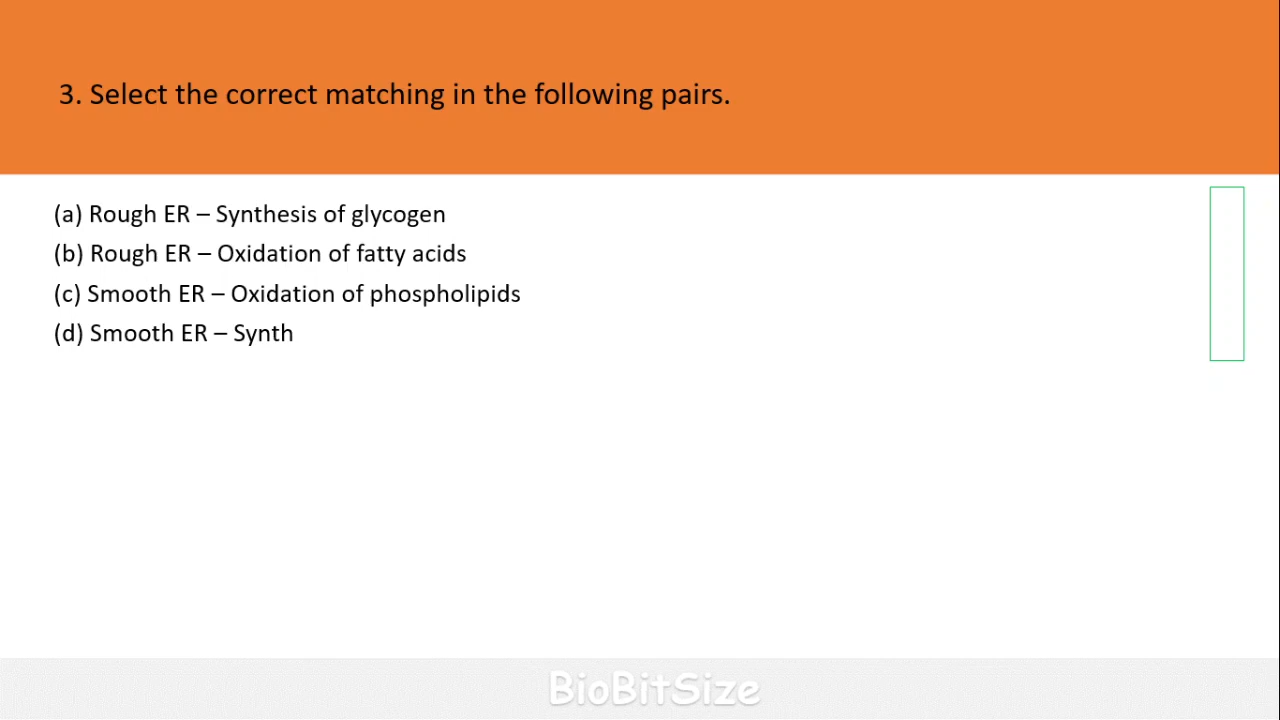 3. Select the correct matching in the following pairs.
(a) Rough ER – Synthesis of glycogen
(b) Rough ER – Oxidation of fatty acids
(c) Smooth ER – Oxidation of phospholipids
(d) Smooth ER – Synth
BioBitSize